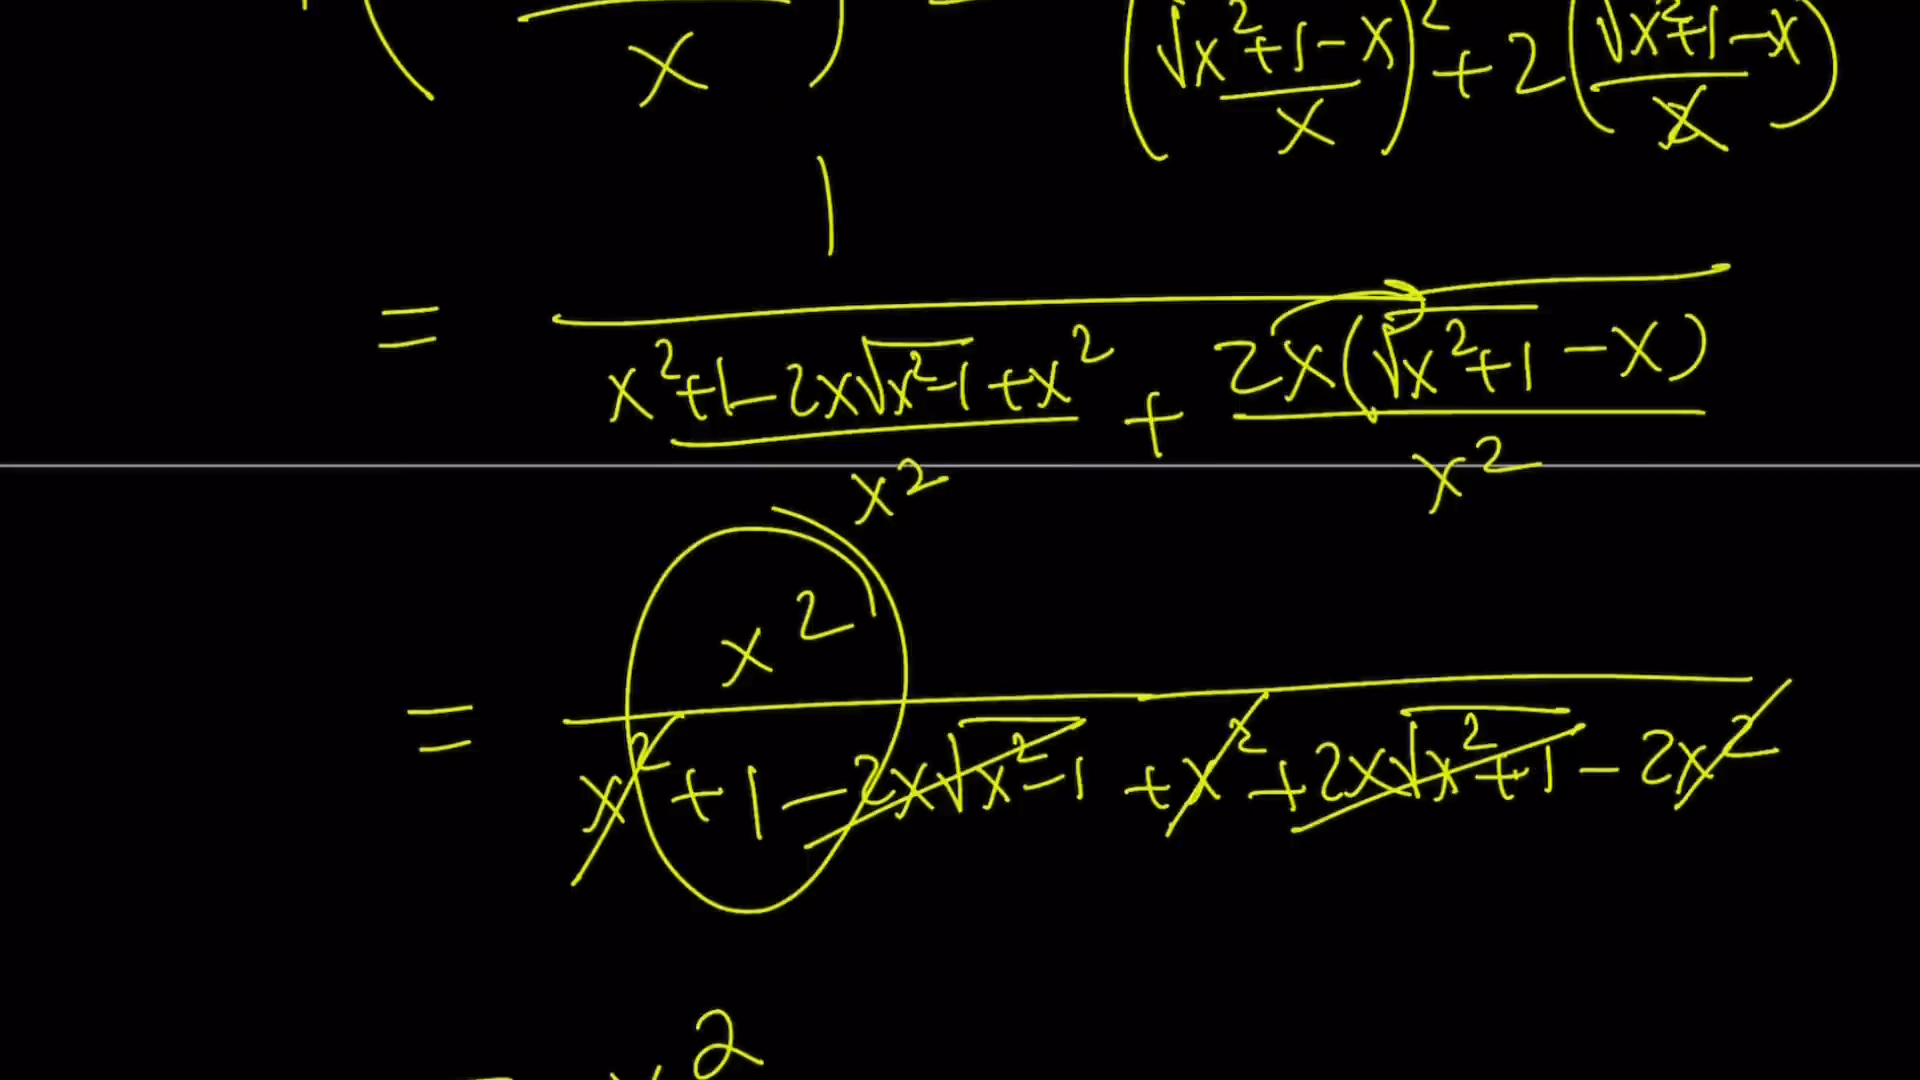 ( x ) (√x²+1-x / x)² + 2(√x²+1-x / x)
= 1 / ((x²+1-2x√x²-1+x²)/x² + 2x(√x²+1-x)/x²)
= x² / (x²+1-2x√x²-1+x²+2x√x²+1-2x²)
x²